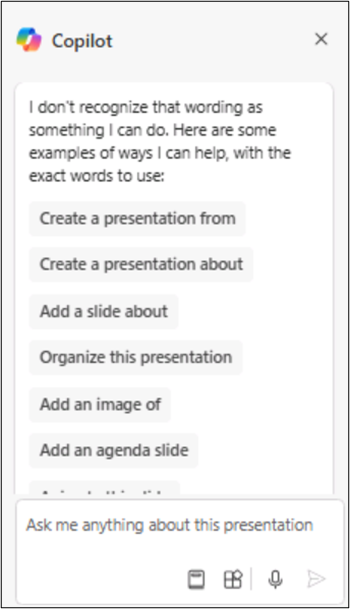 Copilot
I don't recognize that wording as
something I can do. Here are some
examples of ways I can help, with the
exact words to use:
Create a presentation from
Create a presentation about
Add a slide about
Organize this presentation
Add an image of
Add an agenda slide
Ask me anything about this presentation